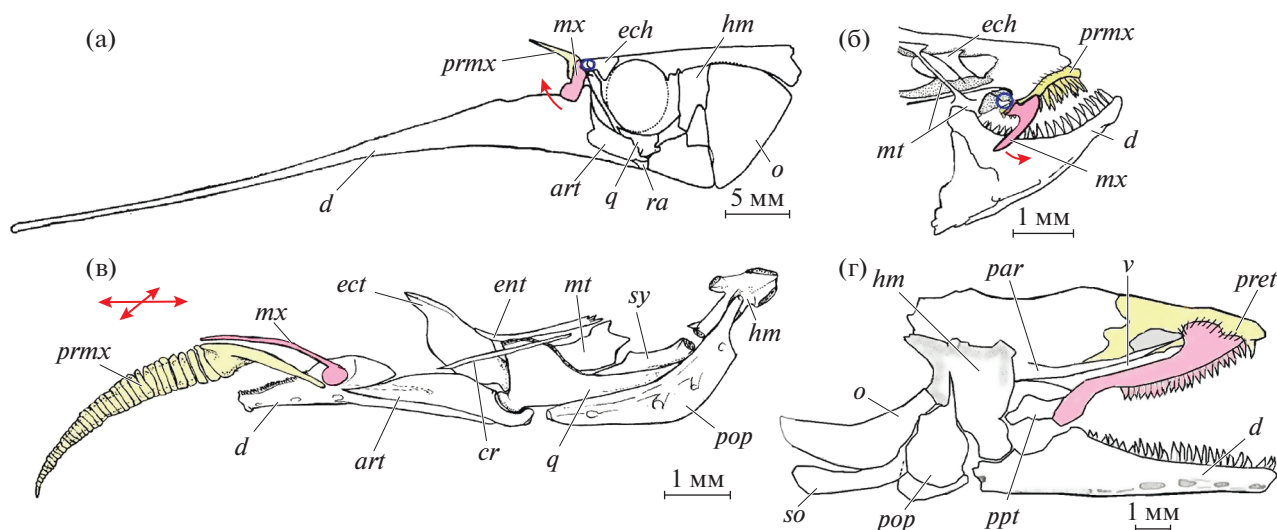 (а)
mx
ech
hm
prmx
d
art
q
ra
o
5 мм
(б)
ech
prmx
mt
d
mx
1 мм
(в)
ect
ent
mt
sy
hm
mx
prmx
d
art
cr
q
pop
1 мм
(г)
hm
par
v
pret
o
d
so
pop
ppt
1 мм